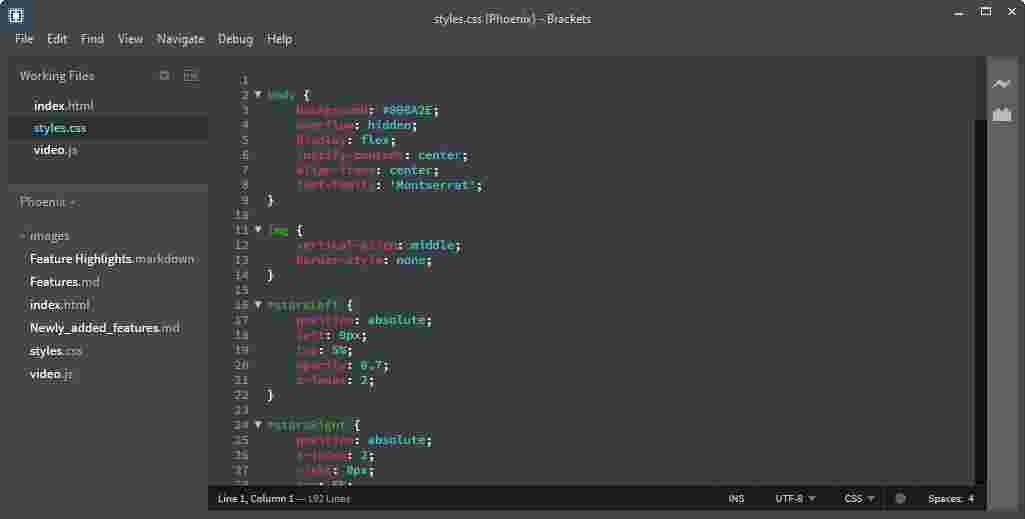 styles.css (Phoenix) - Brackets
File Edit Find View Navigate Debug Help
Working Files
index.html
styles.css
video.js
Phoenix
images
Feature Highlights.markdown
Features.md
index.html
Newly_added_features.md
styles.css
video.js
1
2 body {
3 background:
4 overflow: hidden;
5 display: flex;
6 justify-content: center;
7 align-items: center;
8 font-family: 'Montserrat';
9 }
10
11 img {
12 vertical-align: middle;
13 border-style: none;
14 }
15
16 {
17 position: absolute;
18 left: 0px;
19 top: 5%;
20 opacity: 0.7;
21 z-index: 2;
22 }
23
24 {
25 position: absolute;
26 z-index: 2;
27 right: 0px;
Line 1, Column 1 — 192 Lines INS UTF-8 CSS Spaces: 4